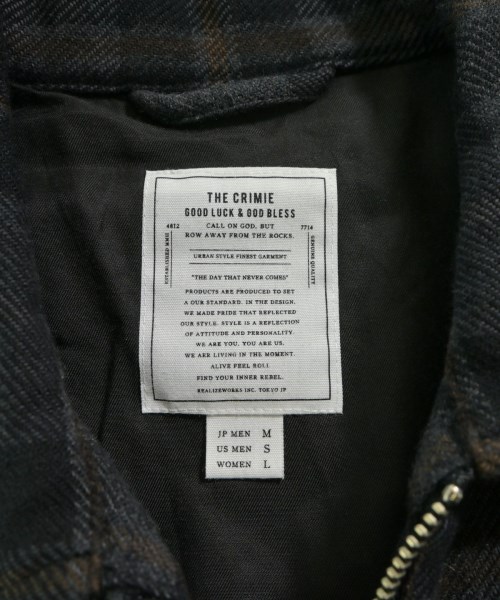 THE CRIMIE
GOOD LUCK & GOD BLESS
4612
CALL ON GOD, BUT
7714
ROW AWAY FROM THE ROCKS.
ESTABLISHED MMII
GENUINE QUALITY
URBAN STYLE FINEST GARMENT
"THE DAY THAT NEVER COMES"
PRODUCTS ARE PRODUCED TO SET
A OUR STANDARD. IN THE DESIGN.
WE MADE PRIDE THAT REFLECTED
OUR STYLE. STYLE IS A REFLECTION
OF ATTITUDE AND PERSONALITY.
WE ARE YOU. YOU ARE US.
WE ARE LIVING IN THE MOMENT.
ALIVE FEEL ROLL
FIND YOUR INNER REBEL.
REALIZEWORKS INC. TOKYO JP
JP MEN M
US MEN S
WOMEN L